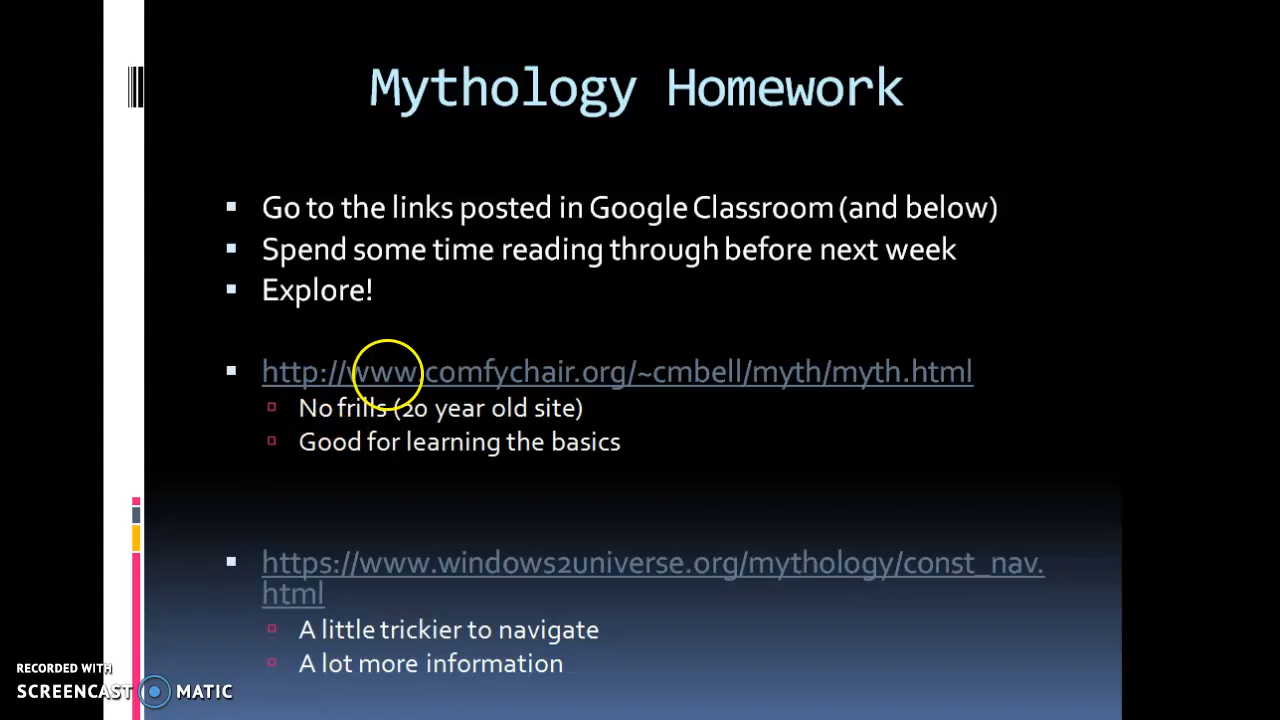 Mythology Homework
Go to the links posted in Google Classroom (and below)
Spend some time reading through before next week
Explore!
http://www.comfychair.org/~cmbell/myth/myth.html
No frills (20 year old site)
Good for learning the basics
https://www.windows2universe.org/mythology/const_nav.
html
A little trickier to navigate
A lot more information
RECORDED WITH
SCREENCAST MATIC